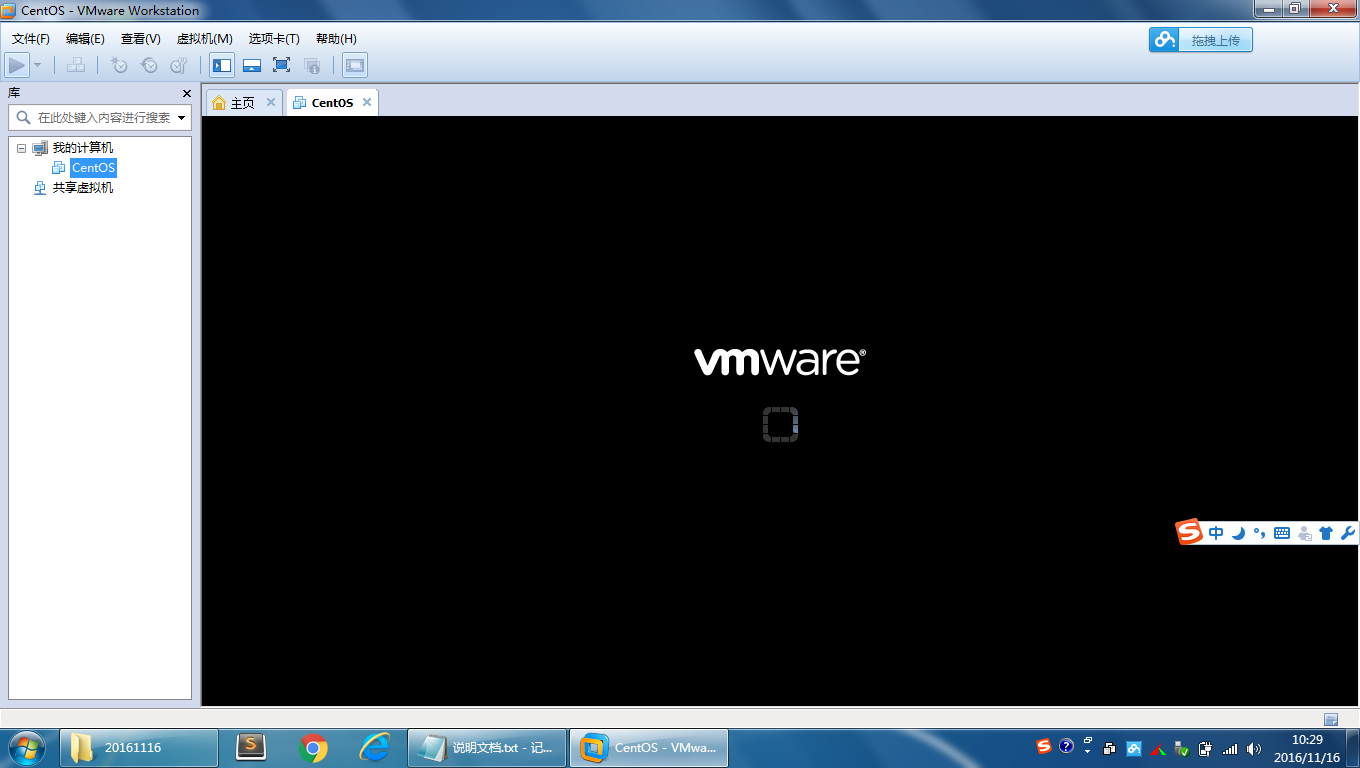 CentOS - VMware Workstation
文件(F) 编辑(E) 查看(V) 虚拟机(M) 选项卡(T) 帮助(H)
拖拽上传
库
主页
CentOS
在此处键入内容进行搜索
我的计算机
CentOS
共享虚拟机
vmware®
中
20161116
说明文档.txt - 记...
CentOS - VMwa...
10:29
2016/11/16